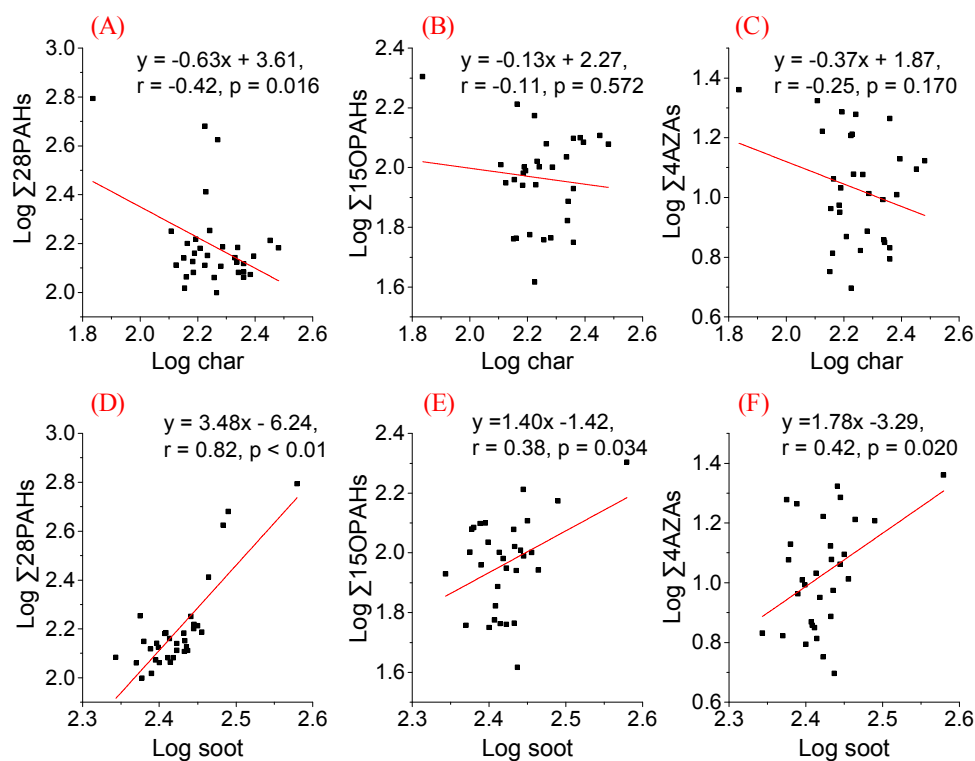 (A)
y = -0.63x + 3.61,
r = -0.42, p = 0.016
Log ∑28PAHs
3.0
2.8
2.6
2.4
2.2
2.0
1.8
2.0
2.2
2.4
2.6
Log char
(B)
y = -0.13x + 2.27,
r = -0.11, p = 0.572
Log ∑15OPAHs
2.4
2.2
2.0
1.8
1.6
1.8
2.0
2.2
2.4
2.6
Log char
(C)
y = -0.37x + 1.87,
r = -0.25, p = 0.170
Log ∑4AZAs
1.4
1.2
1.0
0.8
0.6
1.8
2.0
2.2
2.4
2.6
Log char
(D)
y = 3.48x - 6.24,
r = 0.82, p < 0.01
Log ∑28PAHs
3.0
2.8
2.6
2.4
2.2
2.0
2.3
2.4
2.5
2.6
Log soot
(E)
y =1.40x -1.42,
r = 0.38, p = 0.034
Log ∑15OPAHs
2.4
2.2
2.0
1.8
1.6
2.3
2.4
2.5
2.6
Log soot
(F)
y =1.78x -3.29,
r = 0.42, p = 0.020
Log ∑4AZAs
1.4
1.2
1.0
0.8
0.6
2.3
2.4
2.5
2.6
Log soot